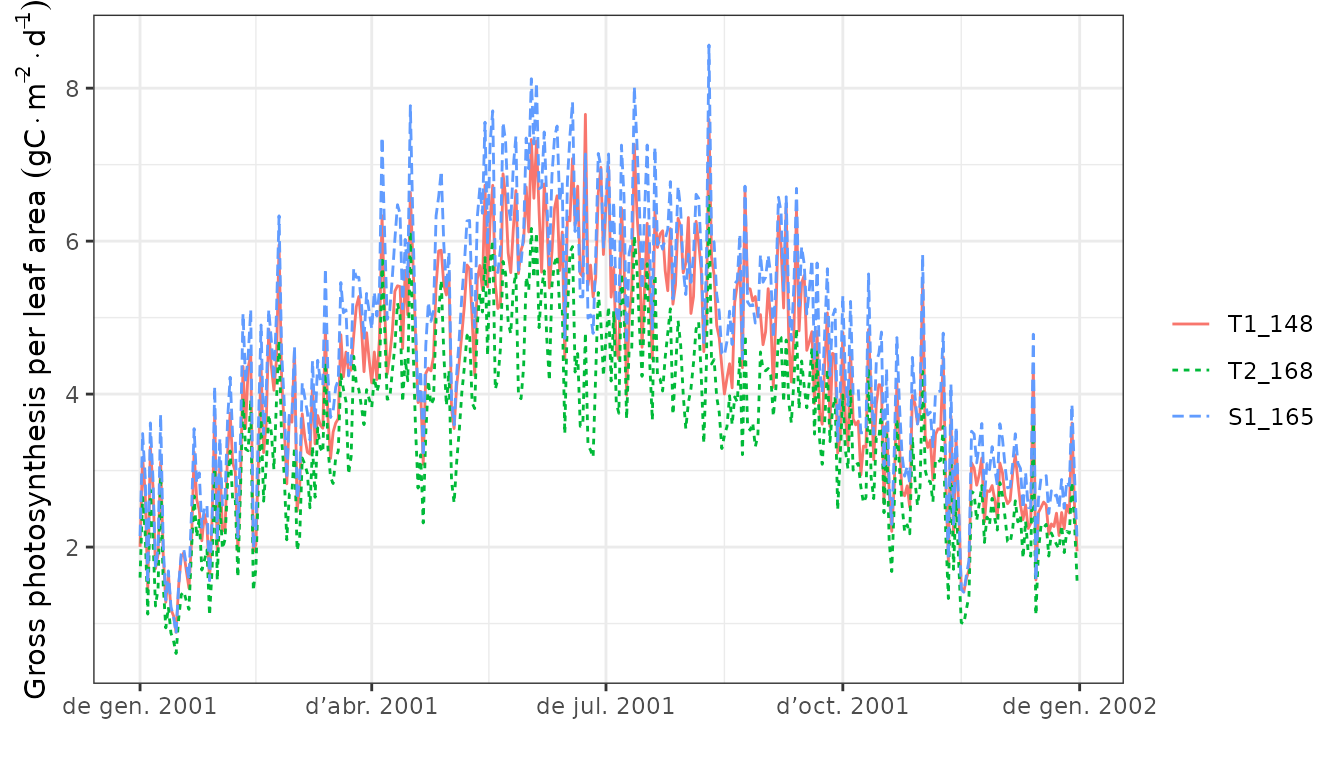 Gross photosynthesis per leaf area (gC · m⁻² · d⁻¹)
8
6
4
2
de gen. 2001
d’abr. 2001
de jul. 2001
d’oct. 2001
de gen. 2002
T1_148
T2_168
S1_165